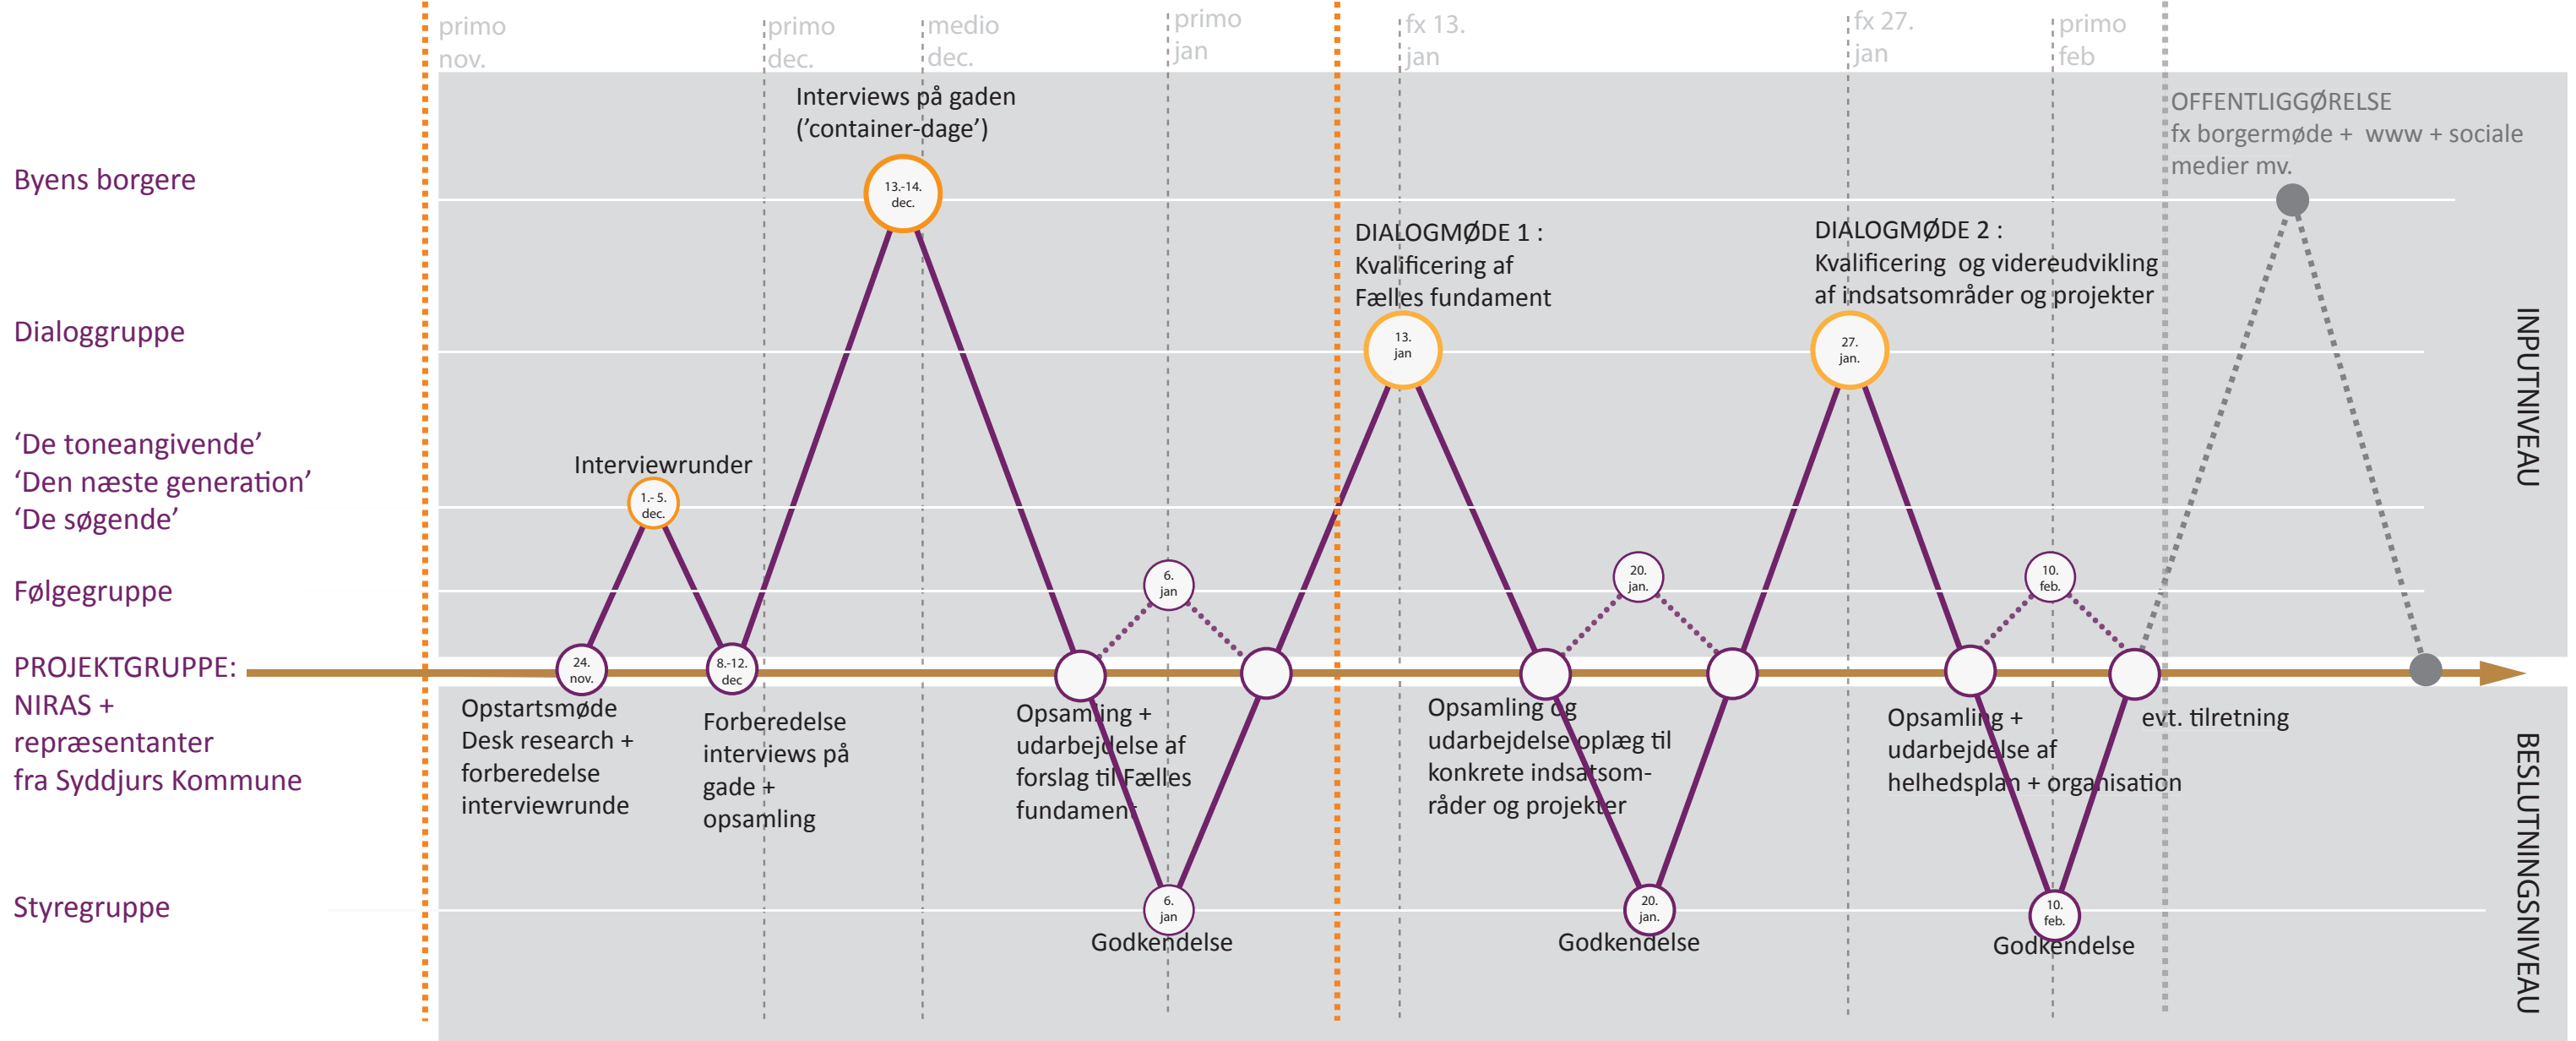 primo
nov.
primo
dec.
medio
dec.
primo
jan
fx 13.
jan
fx 27.
jan
primo
feb
Interviews på gaden
('container-dage')
OFFENTLIGGØRELSE
fx borgermøde +  www + sociale
medier mv.
Byens borgere
13.-14.
dec.
DIALOGMØDE 1 :
Kvalificering af
Fælles fundament
DIALOGMØDE 2 :
Kvalificering  og videreudvikling
af indsatsområder og projekter
Dialoggruppe
13.
jan
27.
jan.
INPUTNIVEAU
‘De toneangivende’
‘Den næste generation’
‘De søgende’
Interviewrunder
1.- 5.
dec.
Følgegruppe
6.
jan
20.
jan.
10.
feb.
PROJEKTGRUPPE:
NIRAS +
repræsentanter
fra Syddjurs Kommune
24.
nov.
8.-12.
dec
Opstartsmøde
Desk research +
forberedelse
interviewrunde
Forberedelse
interviews på
gade +
opsamling
Opsamling +
udarbejdelse af
forslag til Fælles
fundament
Opsamling og
udarbejdelse oplæg til
konkrete indsatsom-
råder og projekter
Opsamling +
udarbejdelse af
helhedsplan + organisation
evt. tilretning
BESLUTNINGSNIVEAU
Styregruppe
6.
jan
Godkendelse
20.
jan.
Godkendelse
10.
feb.
Godkendelse